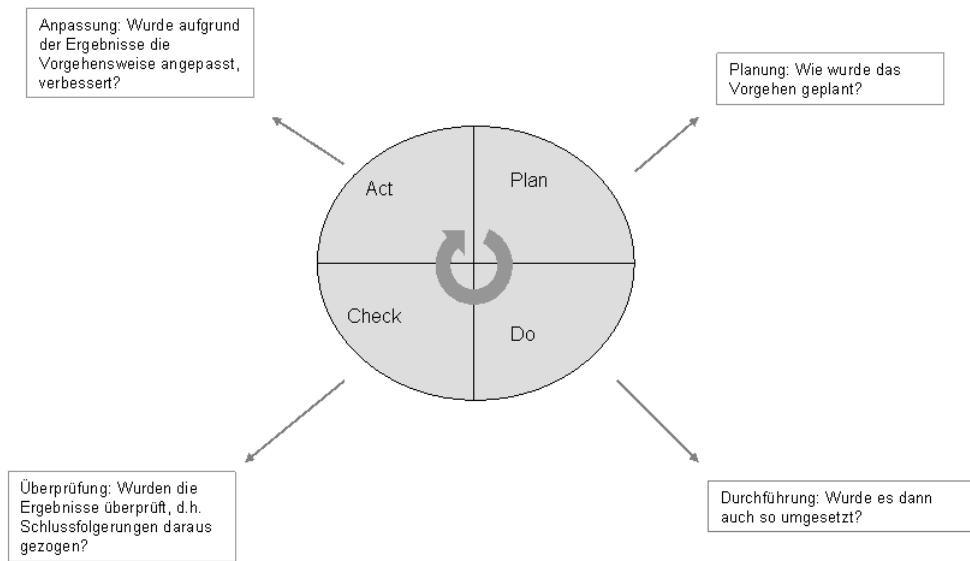 Anpassung: Wurde aufgrund
der Ergebnisse die
Vorgehensweise angepasst,
verbessert?
Planung: Wie wurde das
Vorgehen geplant?
Act
Plan
Check
Do
Überprüfung: Wurden die
Ergebnisse überprüft, d.h.
Schlussfolgerungen daraus
gezogen?
Durchführung: Wurde es dann
auch so umgesetzt?